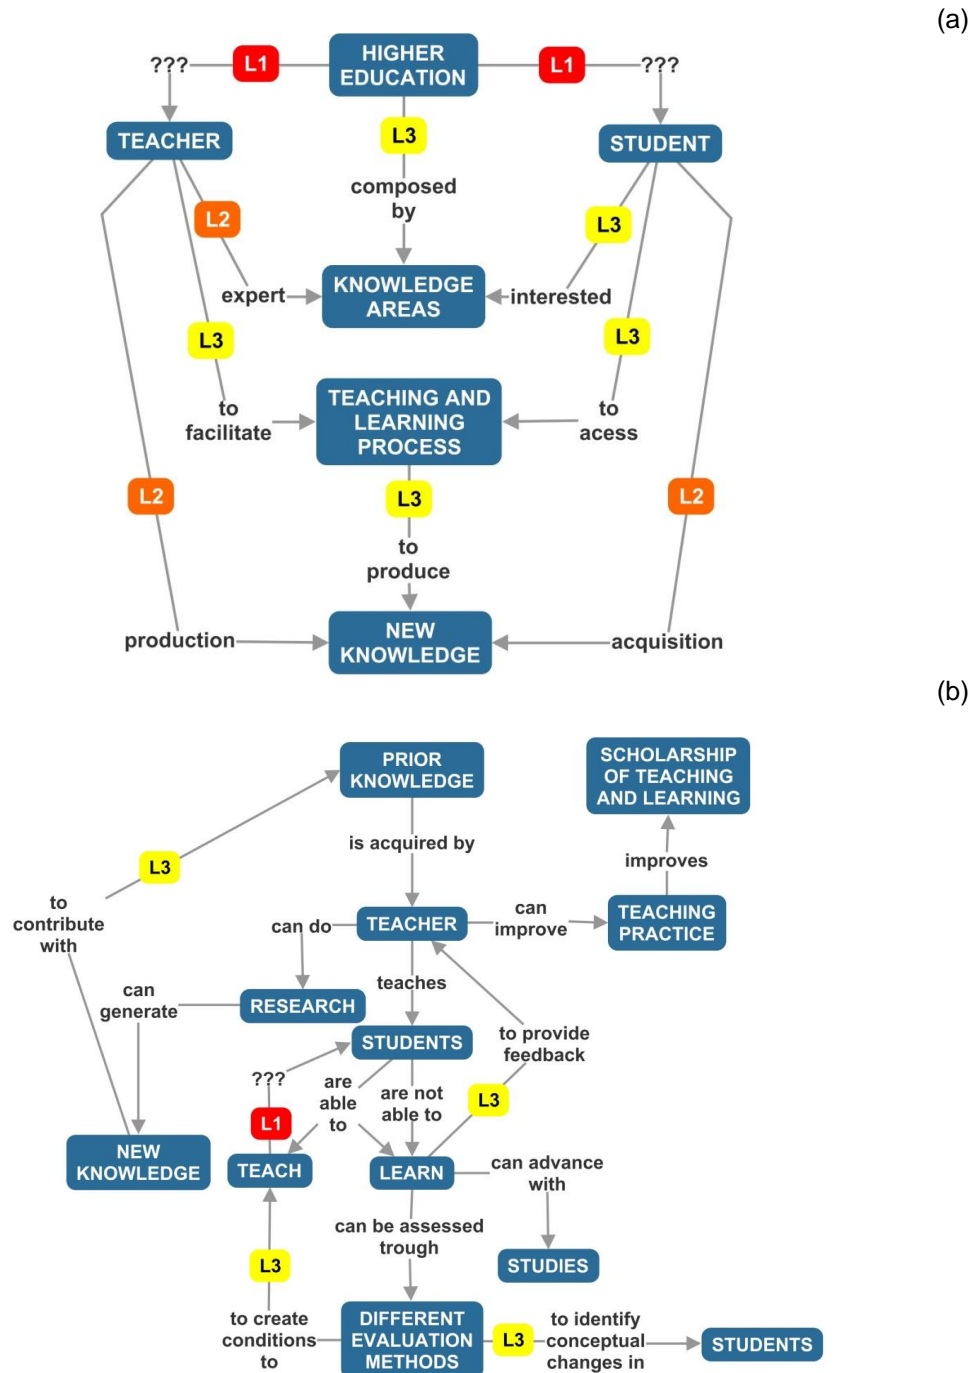 (a)
HIGHER
EDUCATION
???
L1
L1
???
TEACHER
L3
STUDENT
composed
by
L2
L3
expert
KNOWLEDGE
AREAS
interested
L3
L3
to
facilitate
TEACHING AND
LEARNING
PROCESS
to
acess
L2
L3
L2
to
produce
production
NEW
KNOWLEDGE
acquisition
(b)
PRIOR
KNOWLEDGE
SCHOLARSHIP
OF TEACHING
AND LEARNING
is acquired by
improves
L3
to
contribute
with
can do
TEACHER
can
improve
TEACHING
PRACTICE
teaches
can
generate
RESEARCH
to provide
feedback
STUDENTS
???
are
able
to
are not
able to
L3
L1
NEW
KNOWLEDGE
TEACH
LEARN
can advance
with
can be assessed
trough
L3
STUDIES
to create
conditions
to
DIFFERENT
EVALUATION
METHODS
L3
to identify
conceptual
changes in
STUDENTS